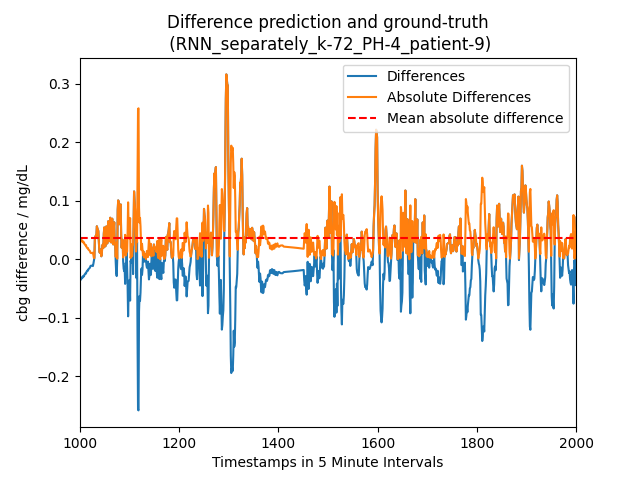 Difference prediction and ground-truth
(RNN_separately_k-72_PH-4_patient-9)
Differences
Absolute Differences
Mean absolute difference
cbg difference / mg/dL
0.3
0.2
0.1
0.0
−0.1
−0.2
1000
1200
1400
1600
1800
2000
Timestamps in 5 Minute Intervals